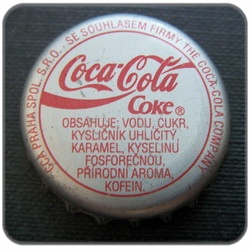 CCA PRAHA SPOL. S.R.O. - SE SOUHLASEM FIRMY THE COCA-COLA COMPANY
Coca-Cola
Coke®
OBSAHUJE: VODU, CUKR,
KYSLIČNÍK UHLIČITÝ,
KARAMEL, KYSELINU
FOSFOREČNOU,
PŘÍRODNÍ AROMA,
KOFEIN.